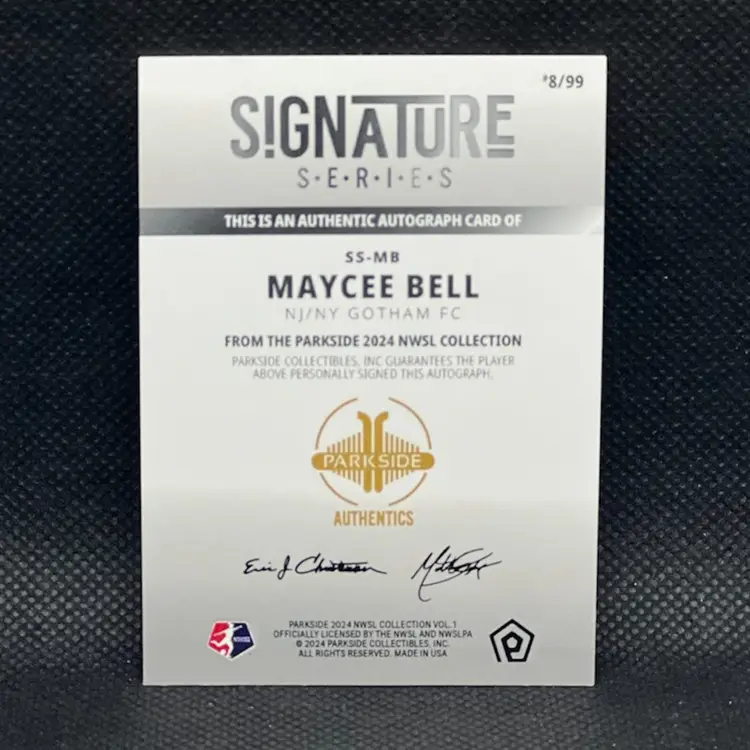 #8/99
SIGNATURE
S•E•R•I•E•S
THIS IS AN AUTHENTIC AUTOGRAPH CARD OF
SS-MB
MAYCEE BELL
NJ/NY GOTHAM FC
FROM THE PARKSIDE 2024 NWSL COLLECTION
PARKSIDE COLLECTIBLES, INC GUARANTEES THE PLAYER
ABOVE PERSONALLY SIGNED THIS AUTOGRAPH.
PARKSIDE
AUTHENTICS
PARKSIDE 2024 NWSL COLLECTION VOL.1
OFFICIALLY LICENSED BY THE NWSL AND NWSLPA
© 2024 PARKSIDE COLLECTIBLES, INC.
ALL RIGHTS RESERVED. MADE IN USA